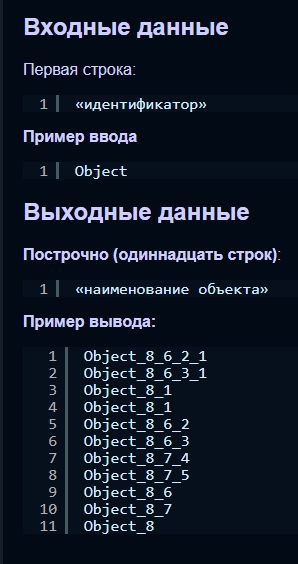 Входные данные
Первая строка:
1 «идентификатор»
Пример ввода
1 Object
Выходные данные
Построчно (одиннадцать строк):
1 «наименование объекта»
Пример вывода:
1 Object_8_6_2_1
2 Object_8_6_3_1
3 Object_8_1
4 Object_8_1
5 Object_8_6_2
6 Object_8_6_3
7 Object_8_7_4
8 Object_8_7_5
9 Object_8_6
10 Object_8_7
11 Object_8